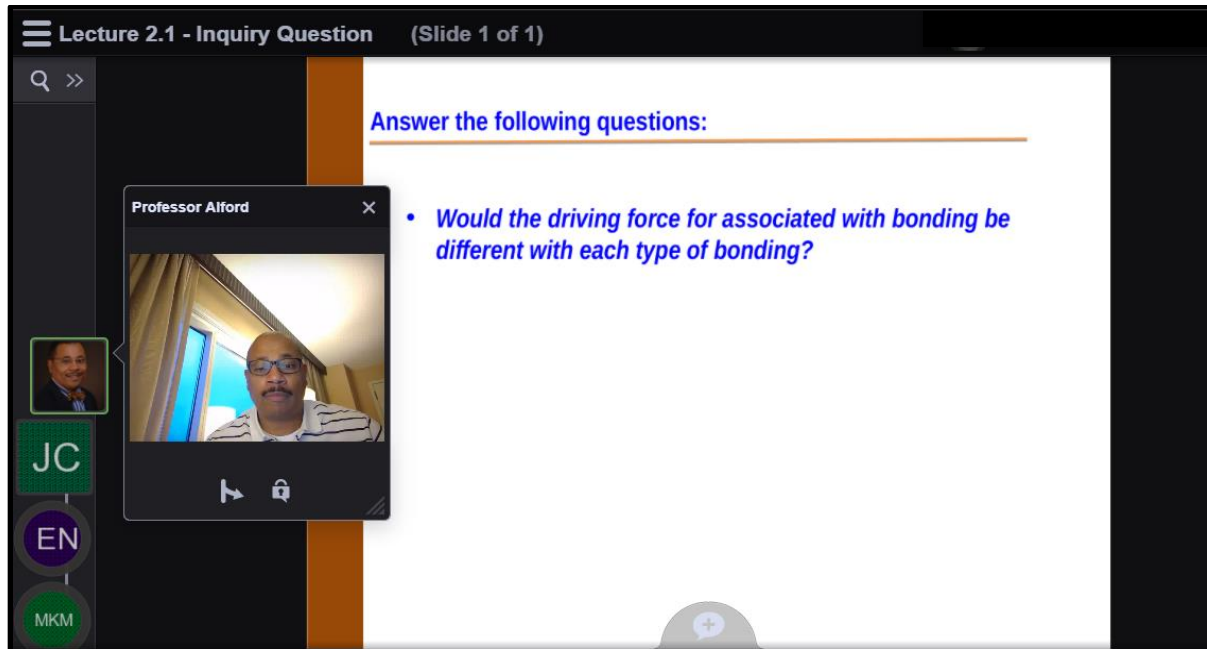 Lecture 2.1 - Inquiry Question (Slide 1 of 1)
Answer the following questions:
Professor Alford
• Would the driving force for associated with bonding be
different with each type of bonding?
JC
EN
MKM